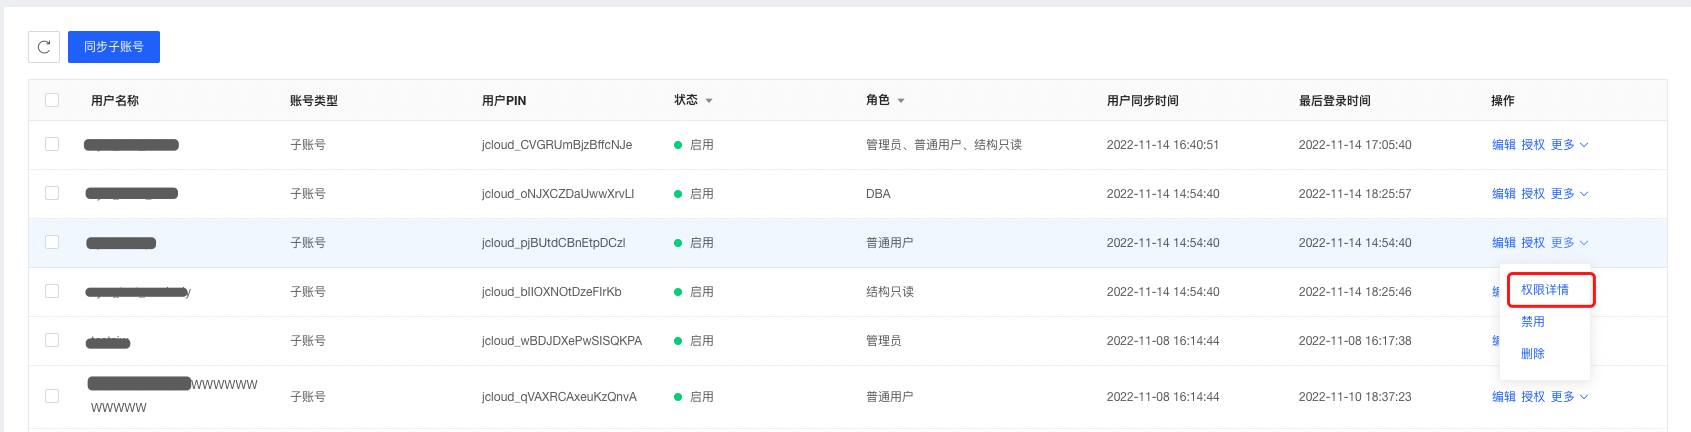 同步子账号
用户名称 账号类型 用户PIN 状态 角色 用户同步时间 最后登录时间 操作
子账号 jcloud_CVGRUmBjzBffcNJe 启用 管理员、普通用户、结构只读 2022-11-14 16:40:51 2022-11-14 17:05:40 编辑 授权 更多
子账号 jcloud_oNJXCZDaUwwXrvLI 启用 DBA 2022-11-14 14:54:40 2022-11-14 18:25:57 编辑 授权 更多
子账号 jcloud_pjBUtdCBnEtpDCzl 启用 普通用户 2022-11-14 14:54:40 2022-11-14 14:54:40 编辑 授权 更多
子账号 jcloud_bIIOXNOtDzeFIrKb 启用 结构只读 2022-11-14 14:54:40 2022-11-14 18:25:46
权限详情
禁用
子账号 jcloud_wBDJDXePwSISQKPA 启用 管理员 2022-11-08 16:14:44 2022-11-08 16:17:38
删除
wwwwww
wwwww
子账号 jcloud_qVAXRCAxeuKzQnvA 启用 普通用户 2022-11-08 16:14:44 2022-11-10 18:37:23 编辑 授权 更多